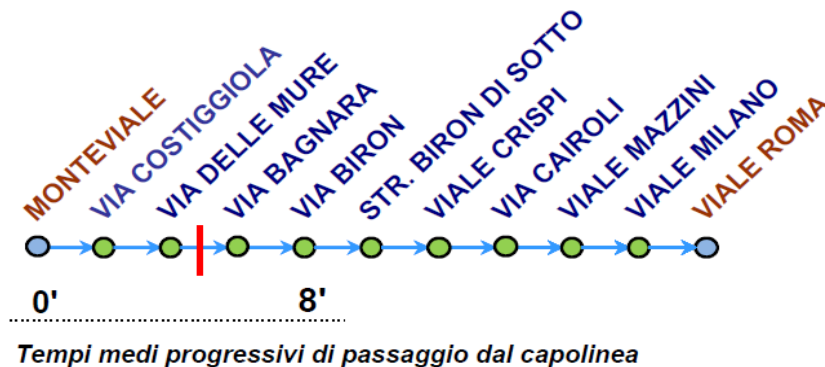 MONTEVIALE
VIA COSTIGGIOLA
VIA DELLE MURE
VIA BAGNARA
VIA BIRON
STR. BIRON DI SOTTO
VIALE CRISPI
VIA CAIROLI
VIALE MAZZINI
VIALE MILANO
VIALE ROMA
0' 8'
Tempi medi progressivi di passaggio dal capolinea